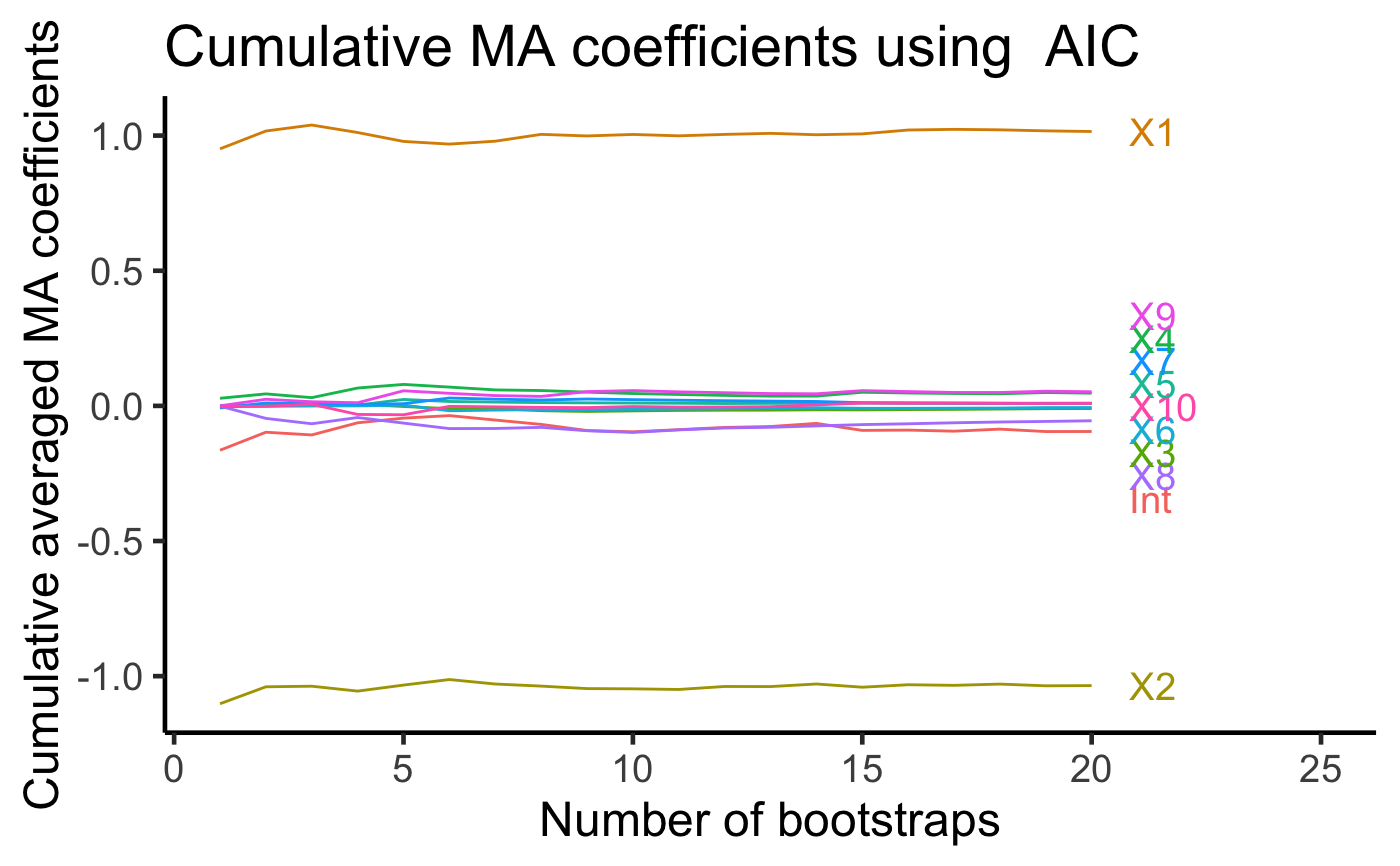 Cumulative MA coefficients using  AIC
Cumulative averaged MA coefficients
1.0
0.5
0.0
-0.5
-1.0
X1
X9
X4
X7
X5
X10
X6
X3
X8
Int
X2
0 5 10 15 20 25
Number of bootstraps